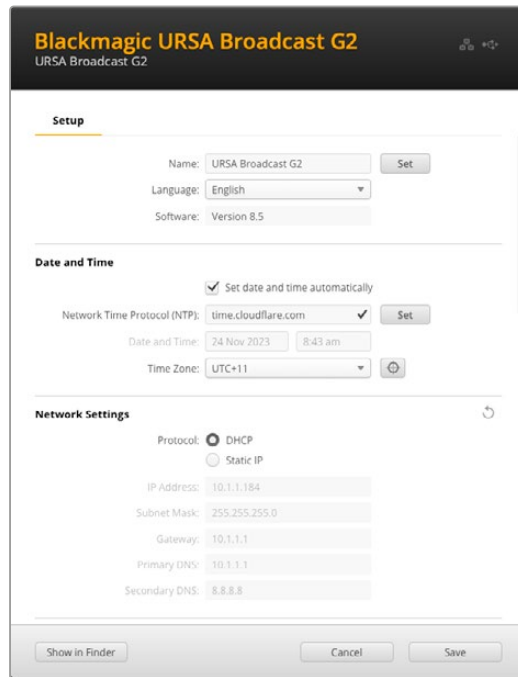 Blackmagic URSA Broadcast G2
URSA Broadcast G2
Setup
Name: URSA Broadcast G2 Set
Language: English
Software: Version 8.5
Date and Time
Set date and time automatically
Network Time Protocol (NTP): time.cloudflare.com Set
Date and Time: 24 Nov 2023 8:43 am
Time Zone: UTC+11
Network Settings
Protocol: DHCP
Static IP
IP Address: 10.1.1.184
Subnet Mask: 255.255.255.0
Gateway: 10.1.1.1
Primary DNS: 10.1.1.1
Secondary DNS: 8.8.8.8
Show in Finder Cancel Save